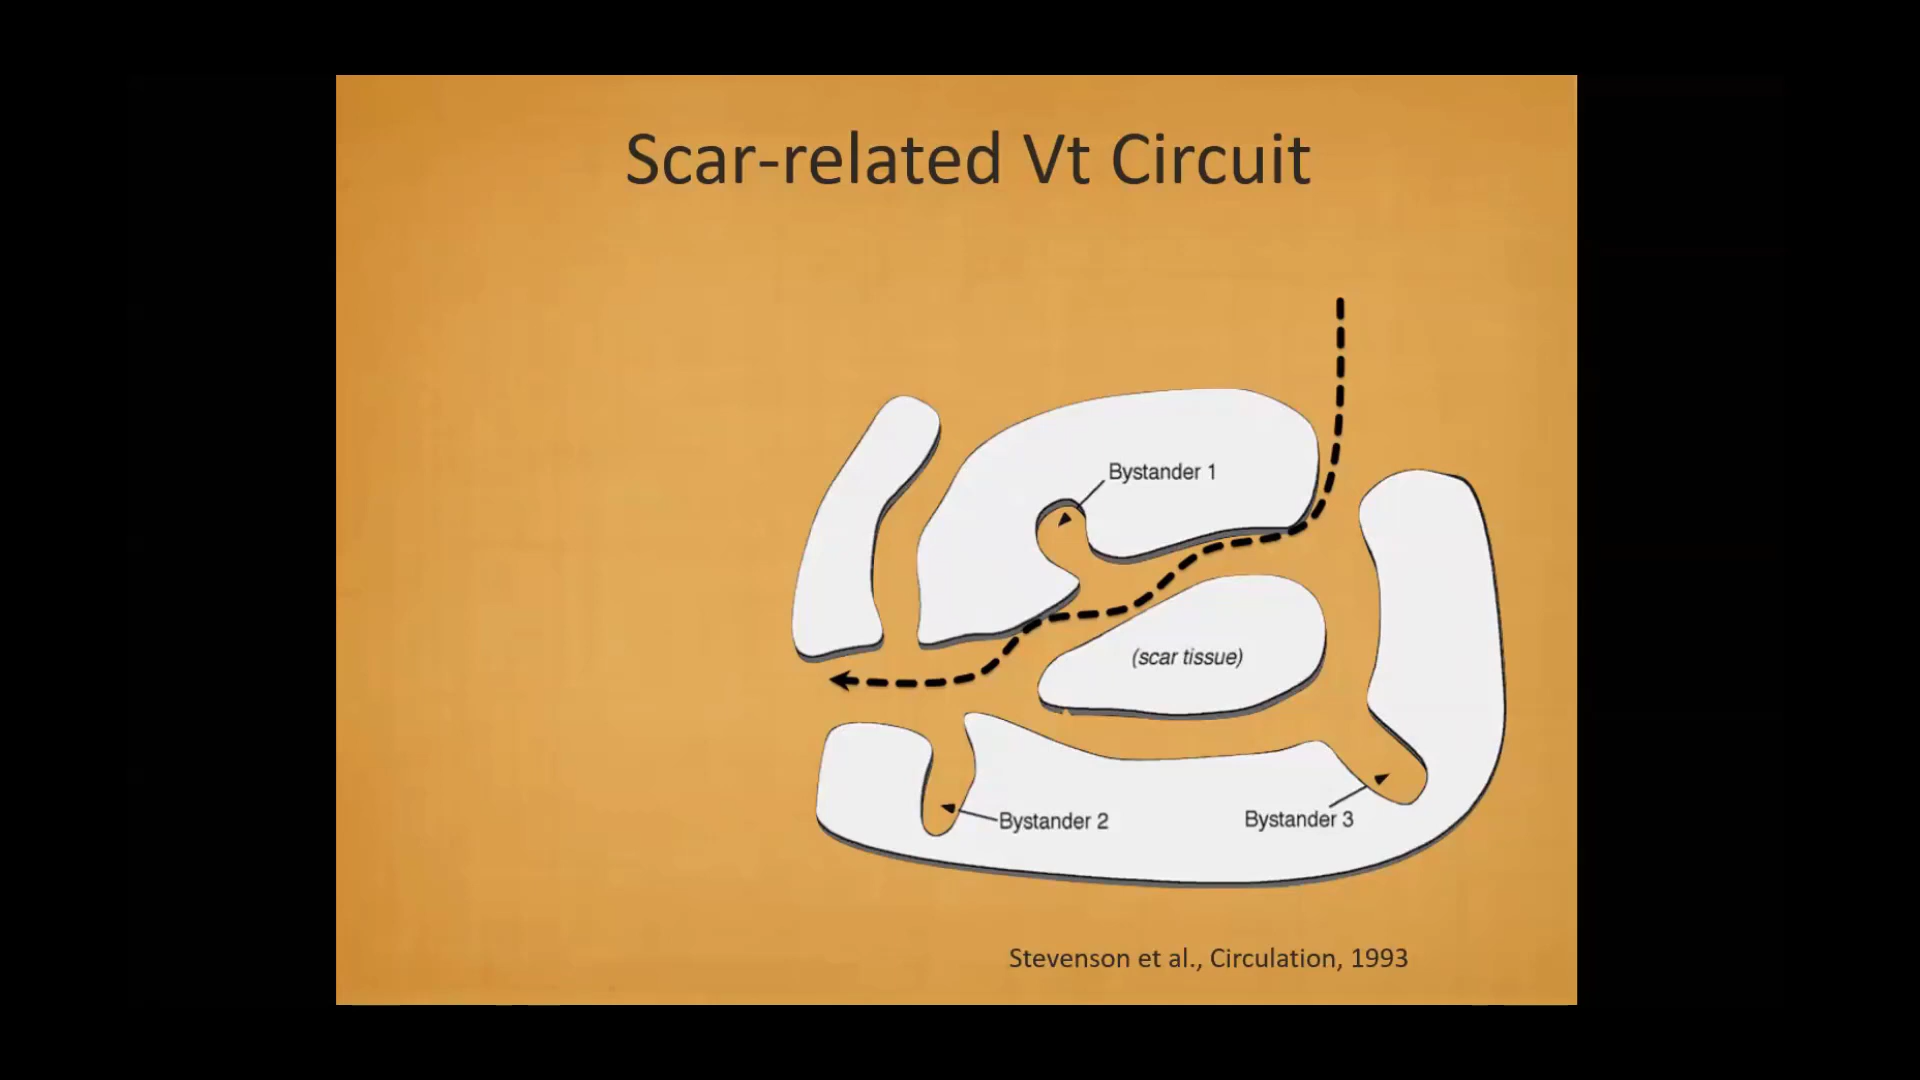 Scar-related Vt Circuit
Bystander 1
(scar tissue)
Bystander 2
Bystander 3
Stevenson et al., Circulation, 1993